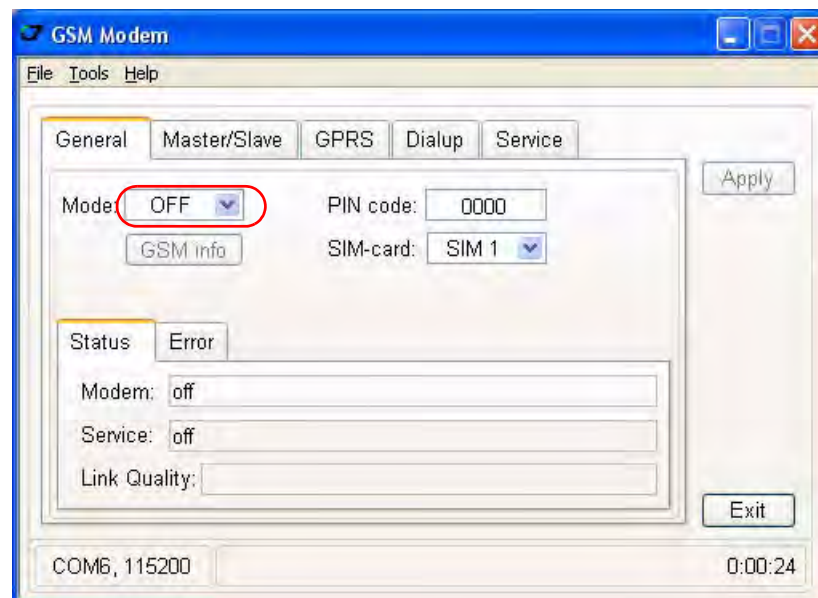 GSM Modem
File Tools Help
General Master/Slave GPRS Dialup Service
Apply
Mode: OFF PIN code: 0000
GSM info SIM-card: SIM 1
Status Error
Modem: off
Service: off
Link Quality:
Exit
COM6, 115200 0:00:24